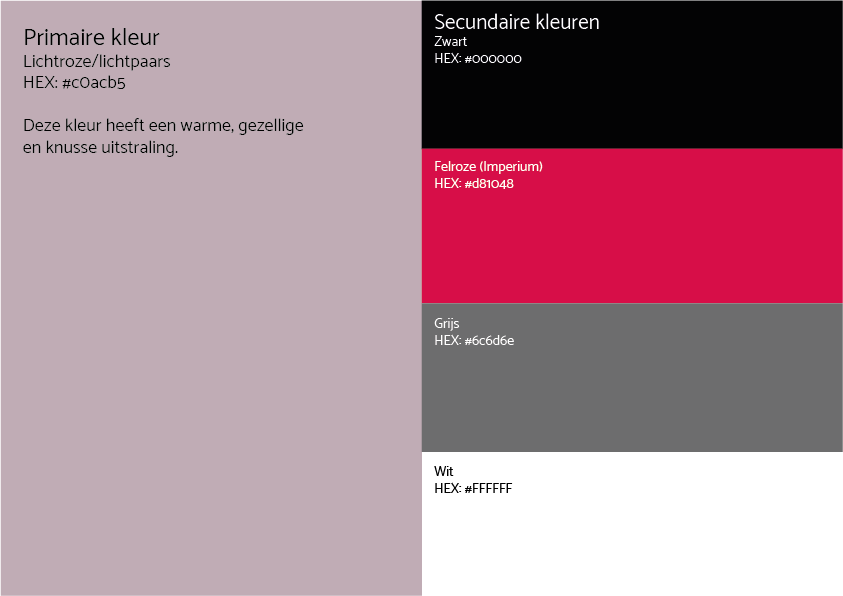 Primaire kleur
Lichtroze/lichtpaars
HEX: #c0acb5
Deze kleur heeft een warme, gezellige
en knusse uitstraling.
Secundaire kleuren
Zwart
HEX: #000000
Felroze (Imperium)
HEX: #d81048
Grijs
HEX: #6c6d6e
Wit
HEX: #FFFFFF